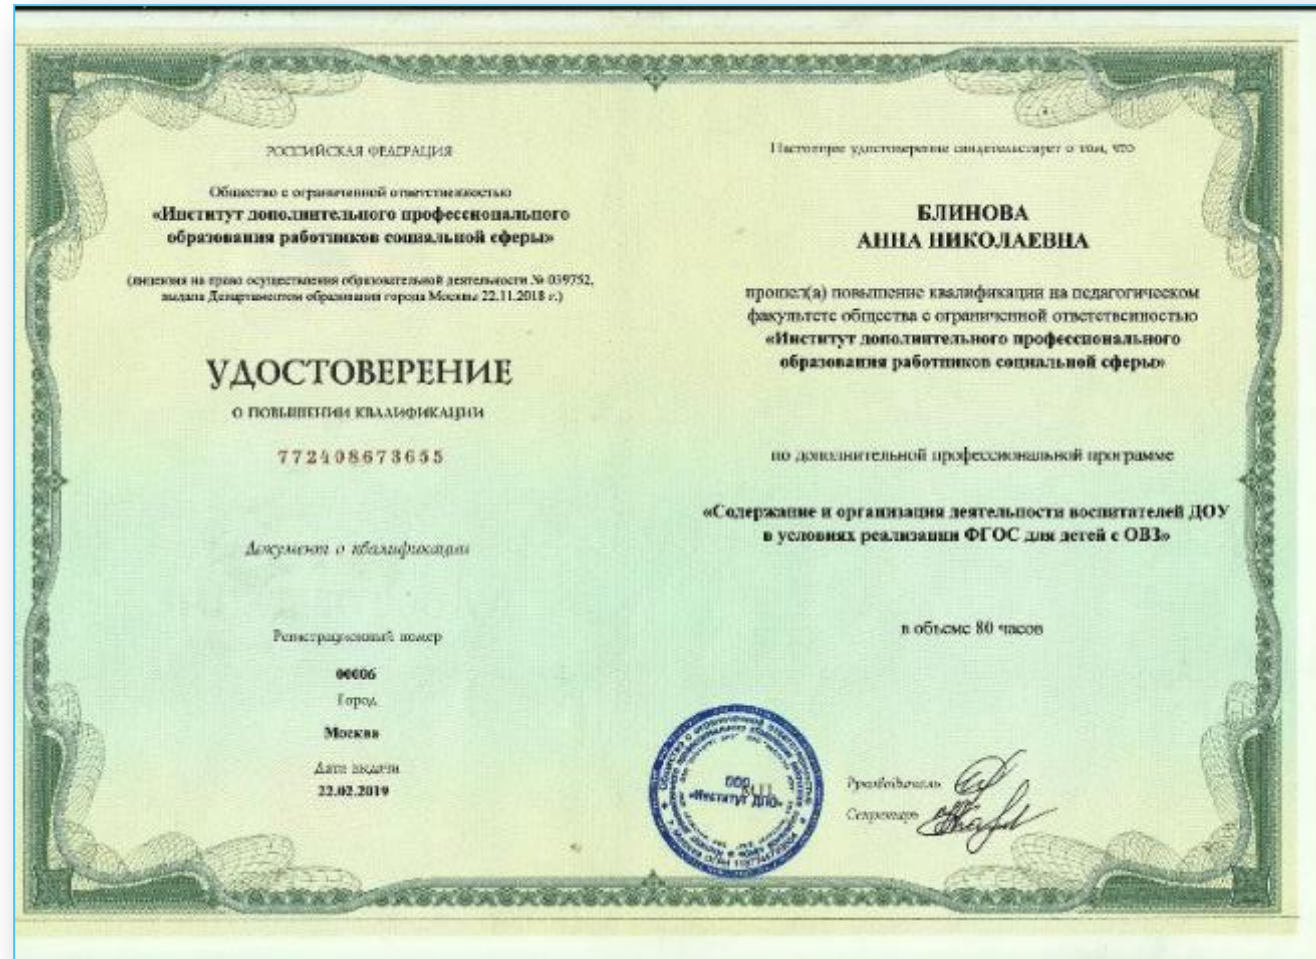 РОССИЙСКАЯ ФЕДЕРАЦИЯ
Общество с ограниченной ответственностью
«Институт дополнительного профессионального
образования работников социальной сферы»
(лицензия на право осуществления образовательной деятельности № 039752,
выдана Департаментом образования города Москвы 22.11.2018 г.)
УДОСТОВЕРЕНИЕ
О ПОВЫШЕНИИ КВАЛИФИКАЦИИ
772408673655
Документ о квалификации
Регистрационный номер
00006
Город
Москва
Дата выдачи
22.02.2019
Настоящее удостоверение свидетельствует о том, что
БЛИНОВА
АННА НИКОЛАЕВНА
прошел(а) повышение квалификации на педагогическом
факультете общества с ограниченной ответственностью
«Институт дополнительного профессионального
образования работников социальной сферы»
по дополнительной профессиональной программе
«Содержание и организация деятельности воспитателей ДОУ
в условиях реализации ФГОС для детей с ОВЗ»
в объеме 80 часов
ООО
М.П.
«Институт ДПО»
Руководитель
Секретарь